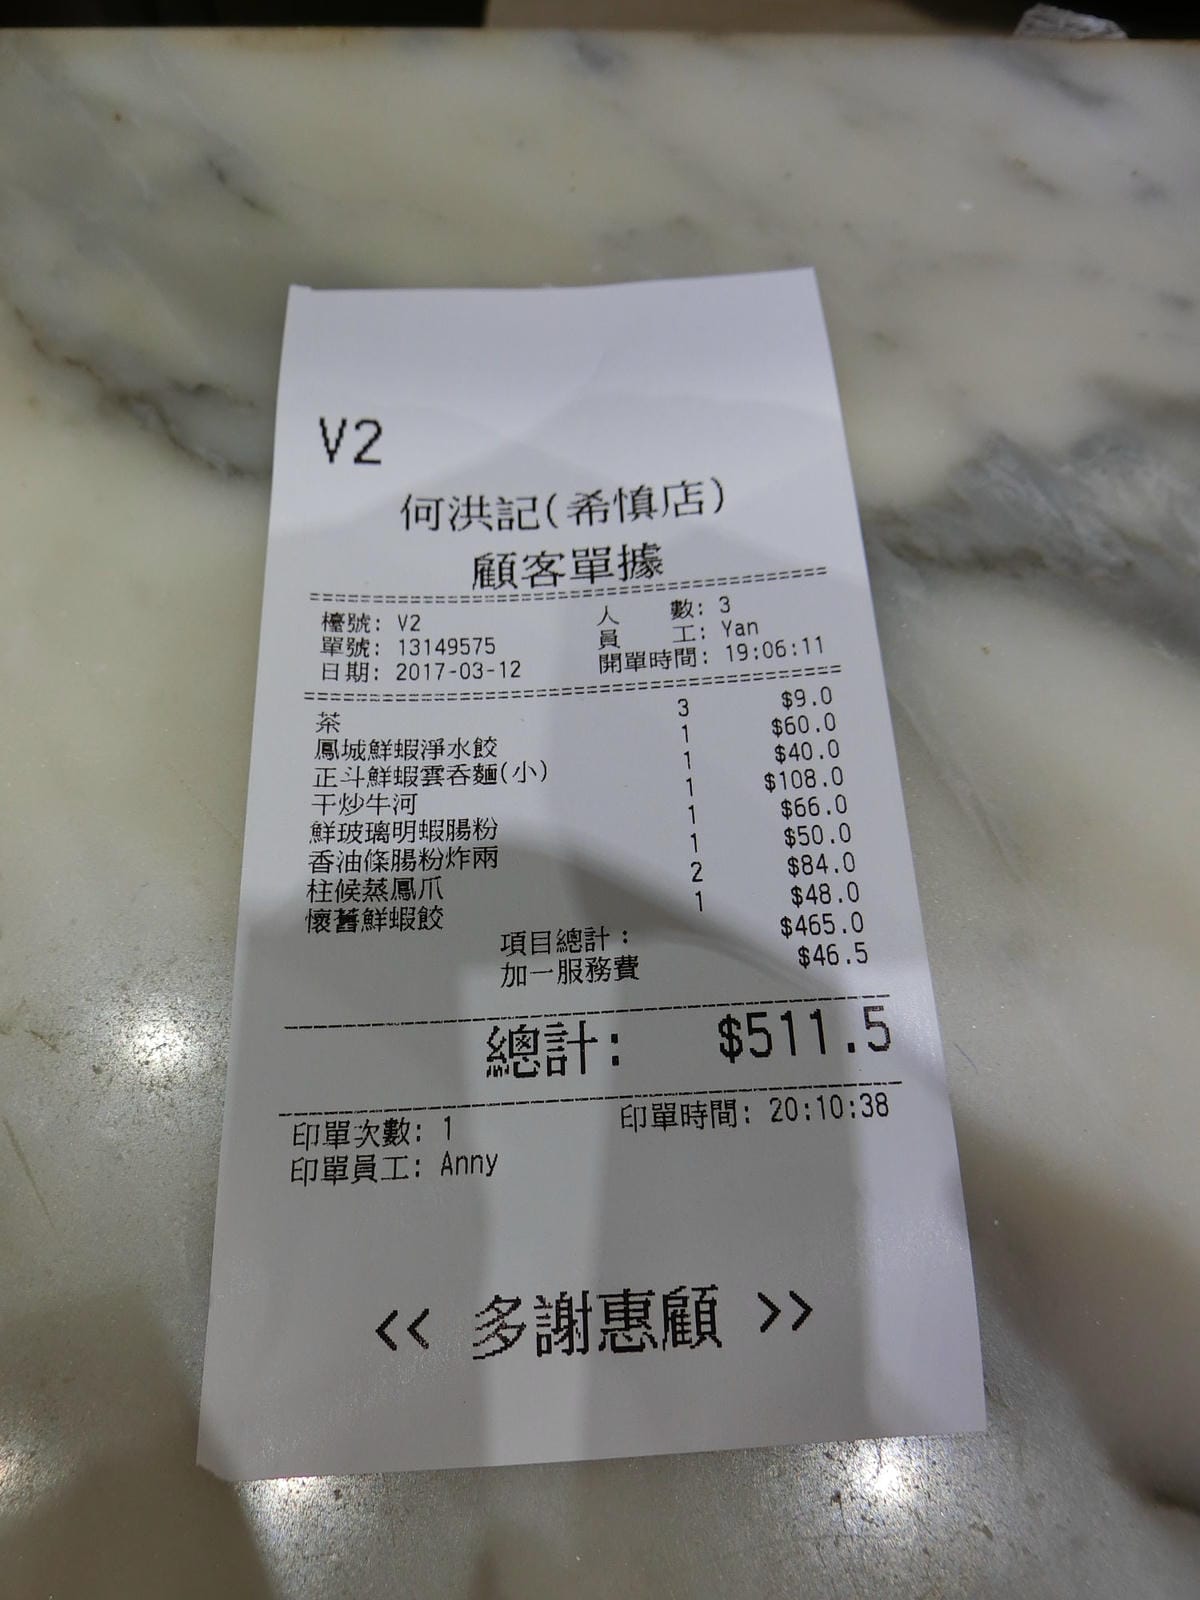 V2
何洪記(希慎店)
顧客單據
檯號: V2 人 數: 3
單號: 13149575 員 工: Yan
日期: 2017-03-12 開單時間: 19:06:11
茶 3 $9.0
鳳城鮮蝦淨水餃 1 $60.0
正斗鮮蝦雲吞麵(小) 1 $40.0
干炒牛河 1 $108.0
鮮玻璃明蝦腸粉 1 $66.0
香油條腸粉炸兩 1 $50.0
柱候蒸鳳爪 2 $84.0
懷舊鮮蝦餃 1 $48.0
項目總計: $465.0
加一服務費 $46.5
總計: $511.5
印單次數: 1 印單時間: 20:10:38
印單員工: Anny
<< 多謝惠顧 >>